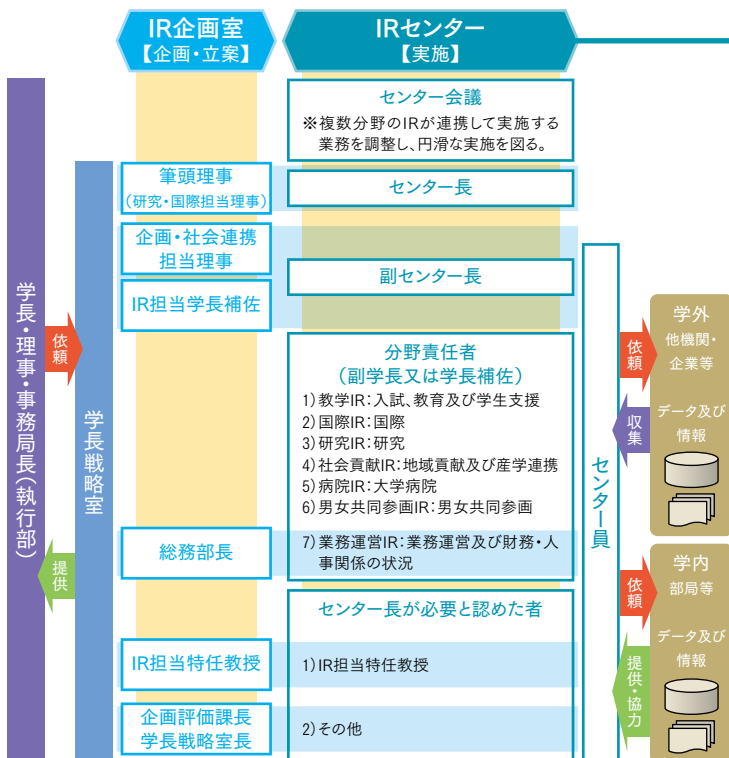 IR企画室
【企画・立案】
IRセンター
【実施】
センター会議
※複数分野のIRが連携して実施する
業務を調整し、円滑な実施を図る。
筆頭理事
(研究・国際担当理事)
センター長
企画・社会連携
担当理事
副センター長
IR担当学長補佐
学長・理事・事務局長(執行部)
依頼
提供
学長戦略室
分野責任者
(副学長又は学長補佐)
1)教学IR:入試、教育及び学生支援
2)国際IR:国際
3)研究IR:研究
4)社会貢献IR:地域貢献及び産学連携
5)病院IR:大学病院
6)男女共同参画IR:男女共同参画
総務部長
7)業務運営IR:業務運営及び財務・人
事関係の状況
センター長が必要と認めた者
IR担当特任教授
1)IR担当特任教授
企画評価課長
学長戦略室長
2)その他
センター員
依頼
収集
学外
他機関・
企業等
データ及び
情報
依頼
提供・協力
学内
部局等
データ及び
情報